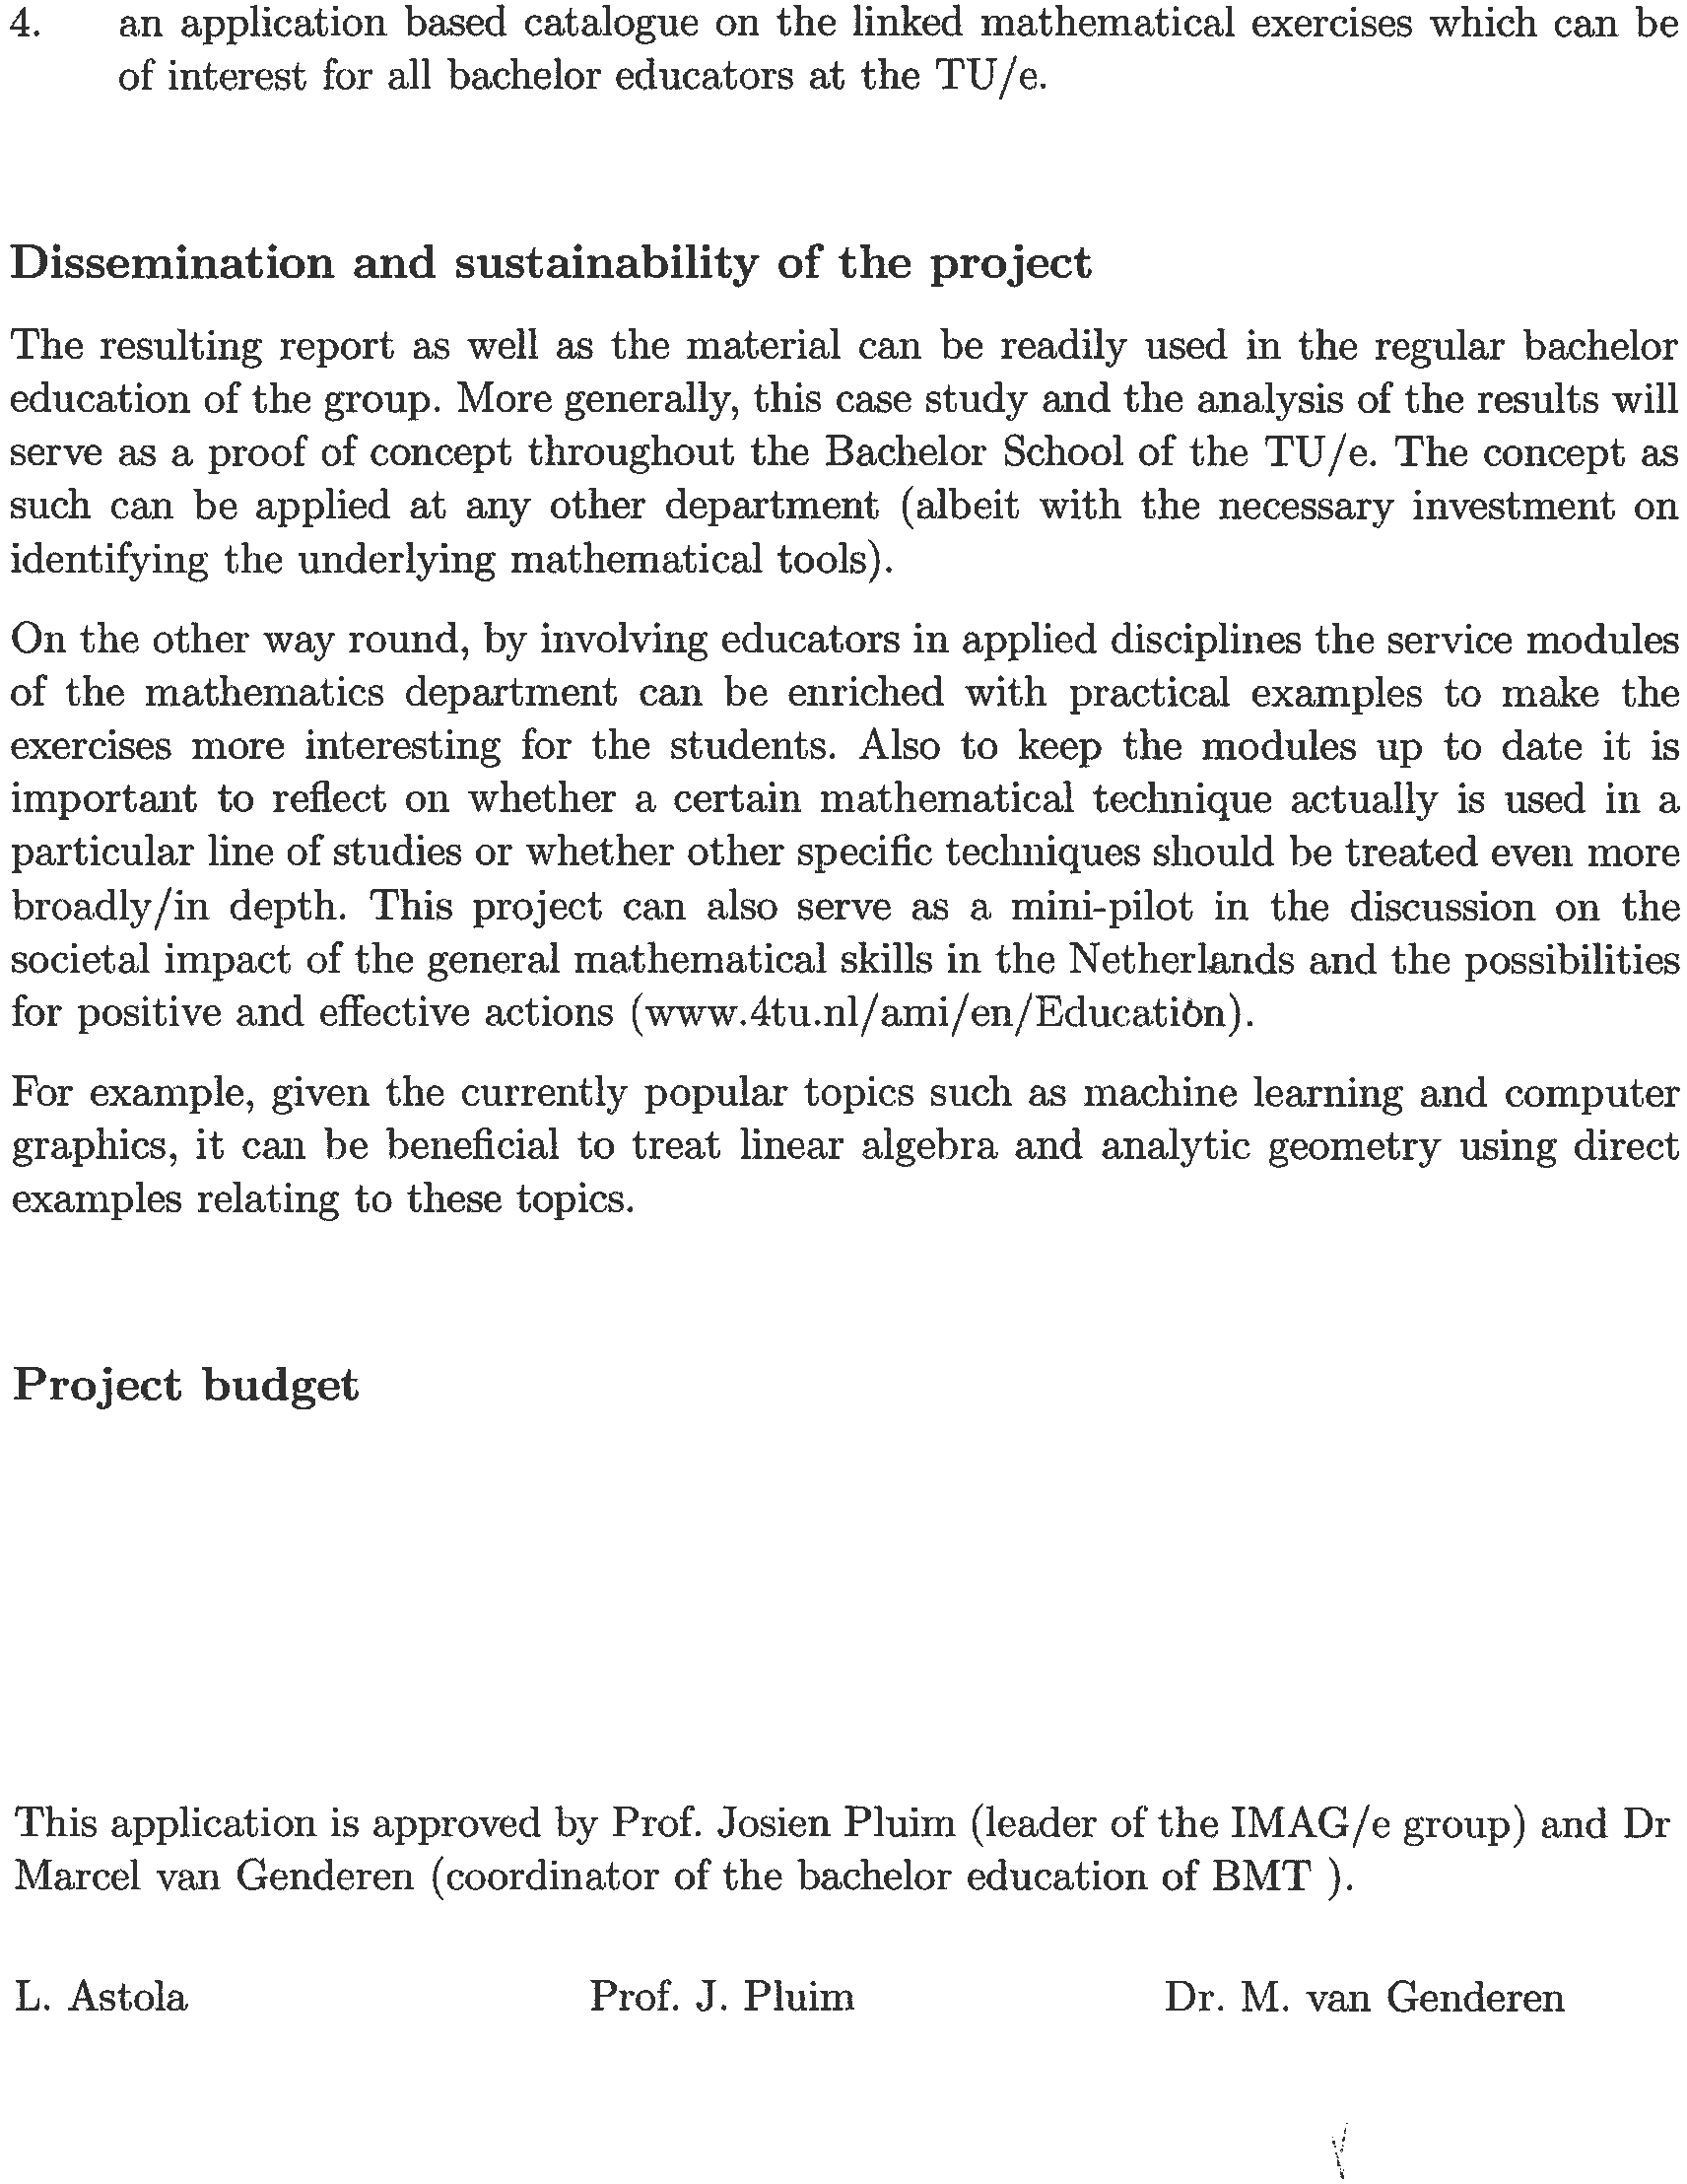 4. an application based catalogue on the linked mathematical exercises which can be
of interest for all bachelor educators at the TU/e.
Dissemination and sustainability of the project
The resulting report as well as the material can be readily used in the regular bachelor
education of the group. More generally, this case study and the analysis of the results will
serve as a proof of concept throughout the Bachelor School of the TU/e. The concept as
such can be applied at any other department (albeit with the necessary investment on
identifying the underlying mathematical tools).
On the other way round, by involving educators in applied disciplines the service modules
of the mathematics department can be enriched with practical examples to make the
exercises more interesting for the students. Also to keep the modules up to date it is
important to reflect on whether a certain mathematical technique actually is used in a
particular line of studies or whether other specific techniques should be treated even more
broadly/in depth. This project can also serve as a mini-pilot in the discussion on the
societal impact of the general mathematical skills in the Netherlands and the possibilities
for positive and effective actions (www.4tu.nl/ami/en/Education).
For example, given the currently popular topics such as machine learning and computer
graphics, it can be beneficial to treat linear algebra and analytic geometry using direct
examples relating to these topics.
Project budget
This application is approved by Prof. Josien Pluim (leader of the IMAG/e group) and Dr
Marcel van Genderen (coordinator of the bachelor education of BMT ).
L. Astola Prof. J. Pluim Dr. M. van Genderen